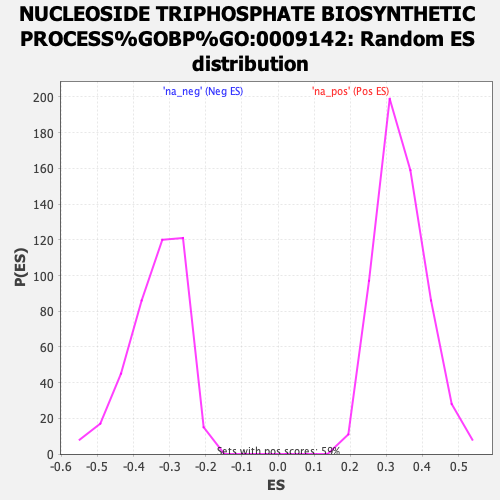 NUCLEOSIDE TRIPHOSPHATE BIOSYNTHETIC
PROCESS%GOBP%GO:0009142: Random ES
distribution
'na_neg' (Neg ES) 'na_pos' (Pos ES)
200
180
160
140
120
100
80
60
40
20
0
P(ES)
Sets with pos scores: 59%
-0.6 -0.5 -0.4 -0.3 -0.2 -0.1 0.0 0.1 0.2 0.3 0.4 0.5
ES